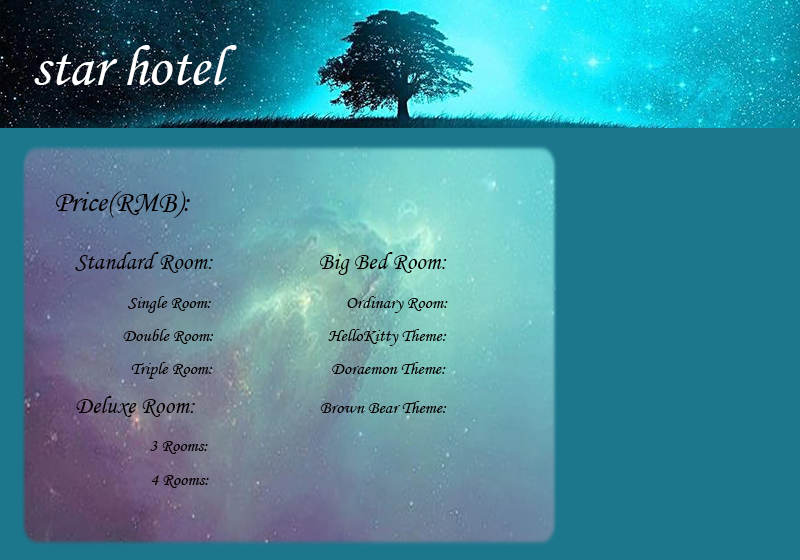 star hotel
Price(RMB):
Standard Room:
Single Room:
Double Room:
Triple Room:
Deluxe Room:
3 Rooms:
4 Rooms:
Big Bed Room:
Ordinary Room:
HelloKitty Theme:
Doraemon Theme:
Brown Bear Theme: